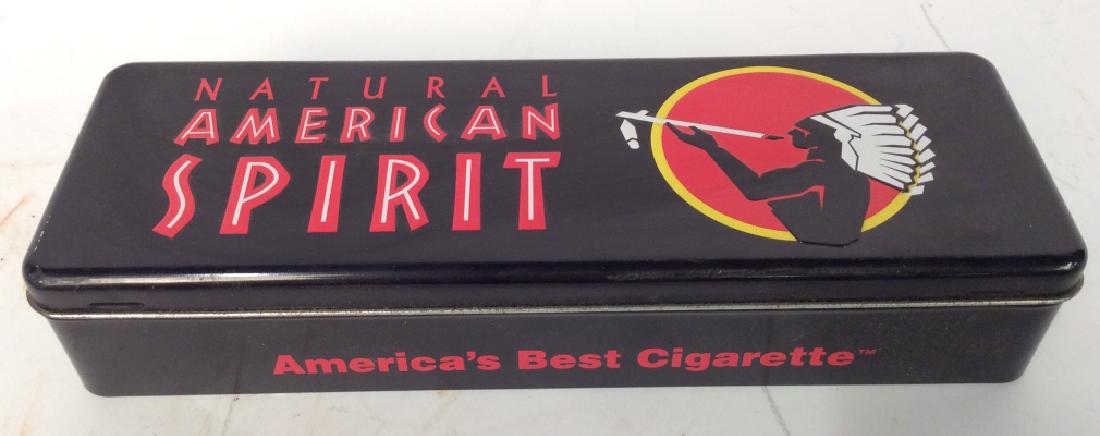 NATURAL
AMERICAN
SPIRIT
America's Best Cigarette™